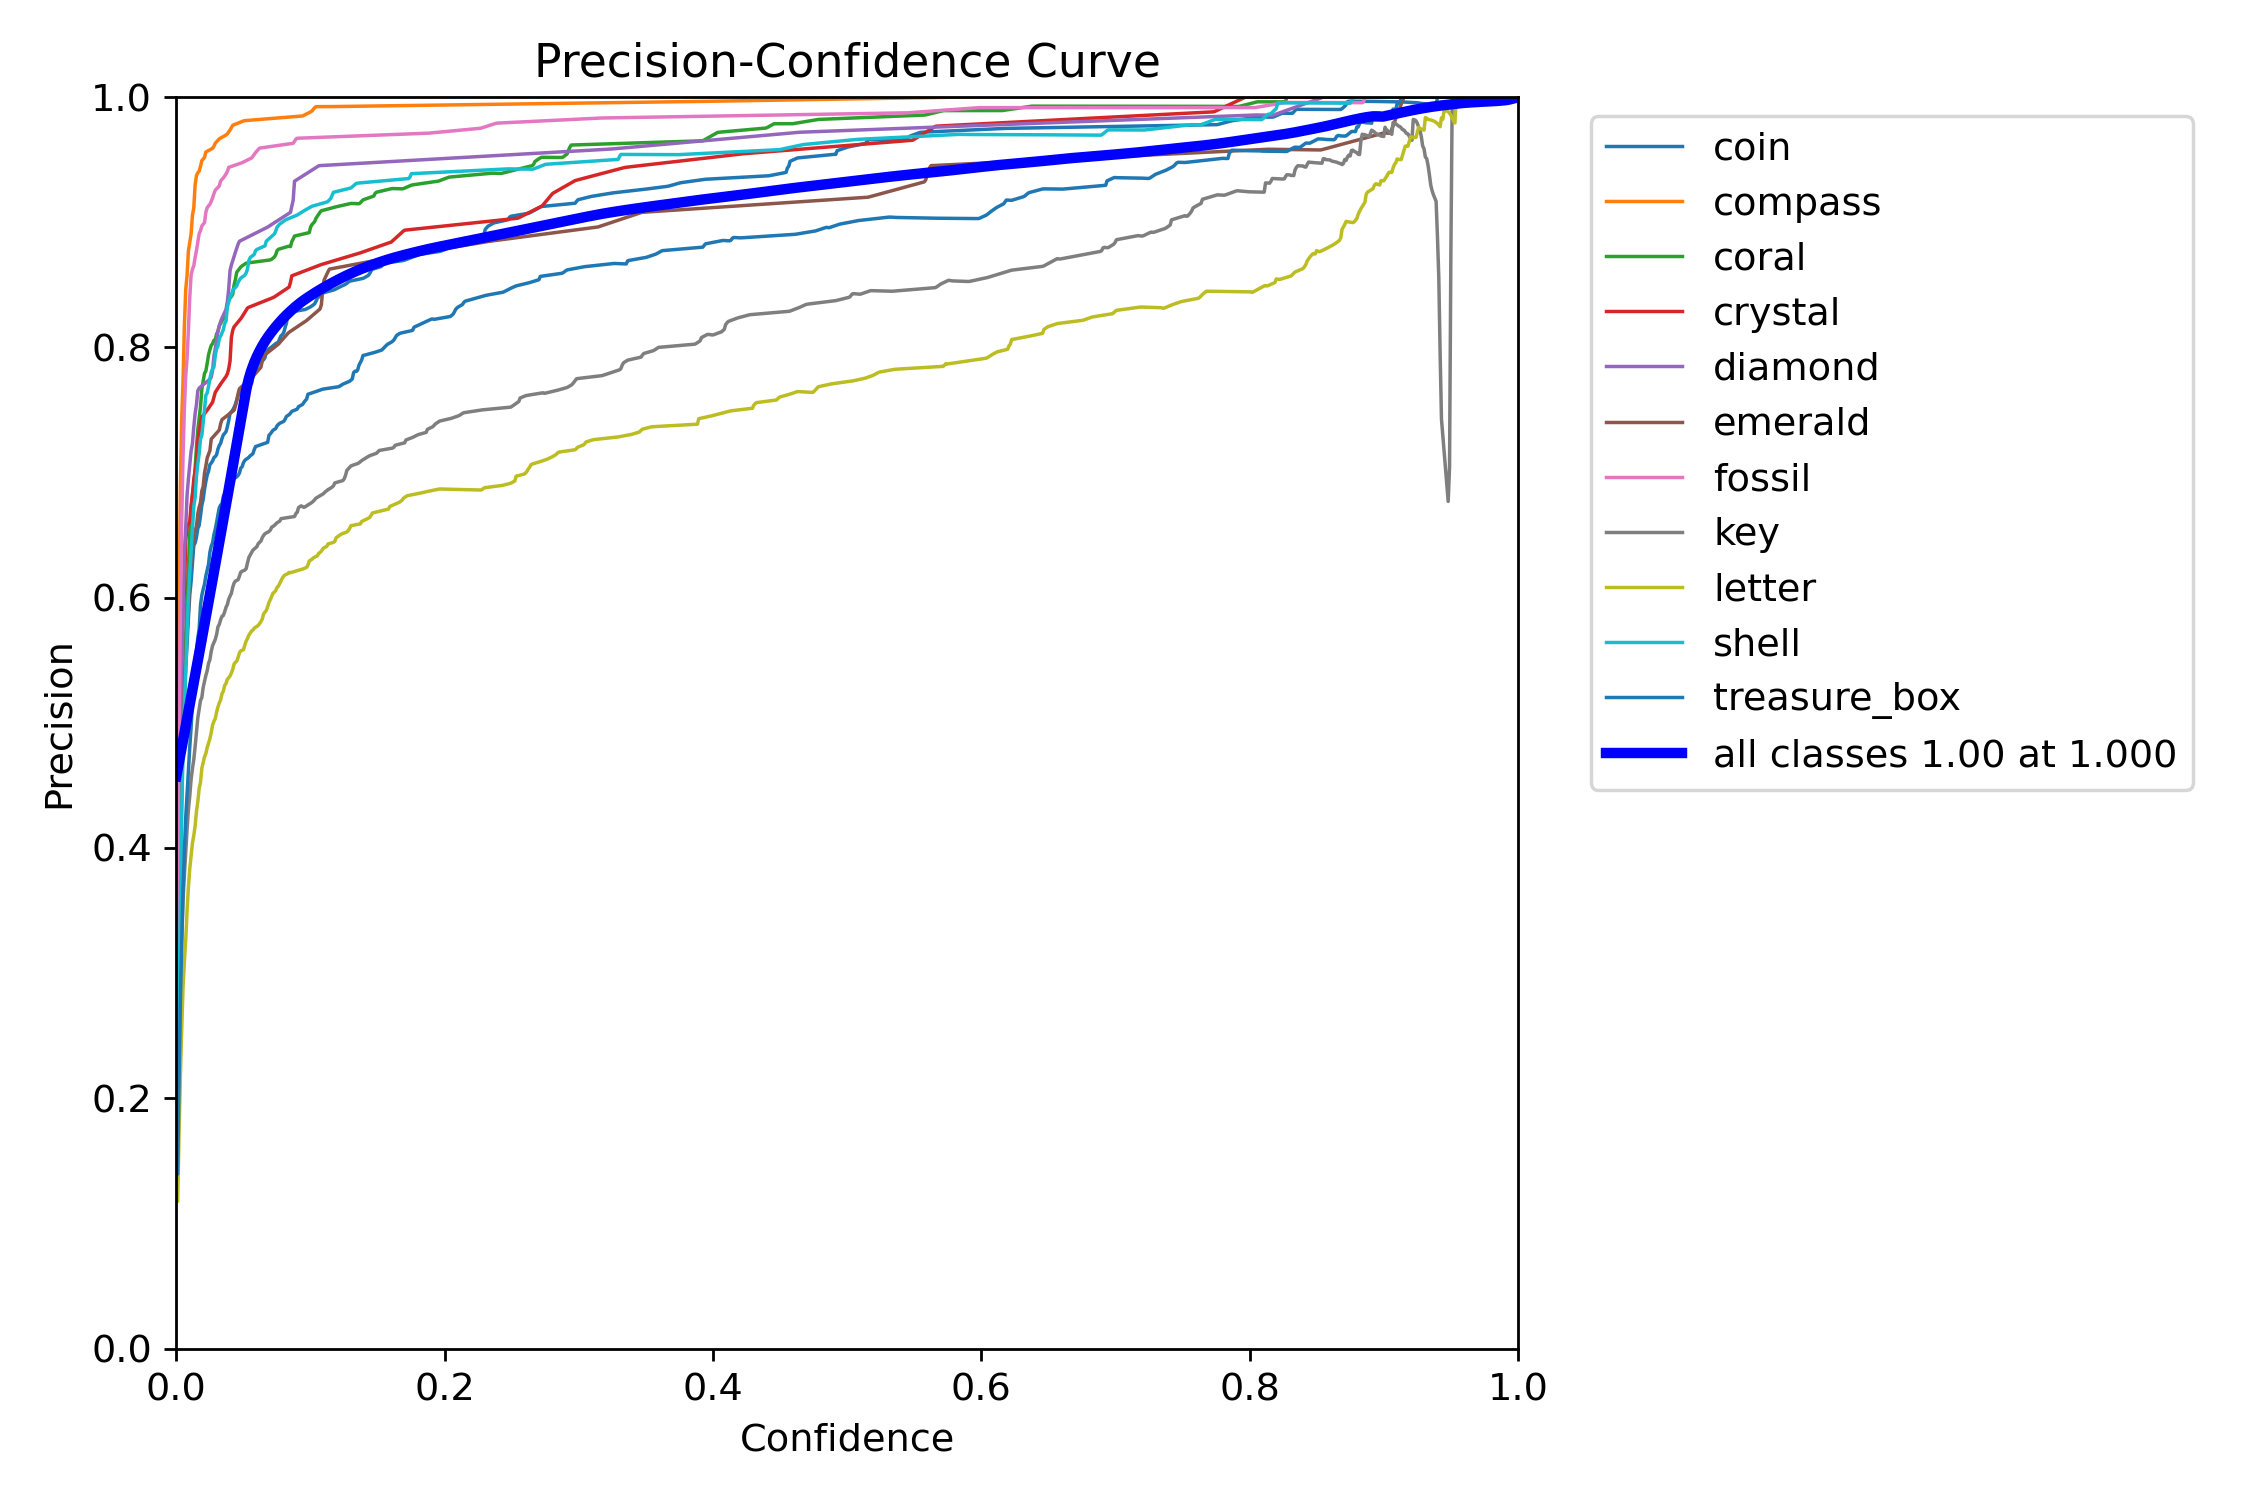 Precision-Confidence Curve
1.0
0.8
0.6
0.4
0.2
0.0
Precision
0.0 0.2 0.4 0.6 0.8 1.0
Confidence
coin
compass
coral
crystal
diamond
emerald
fossil
key
letter
shell
treasure_box
all classes 1.00 at 1.000